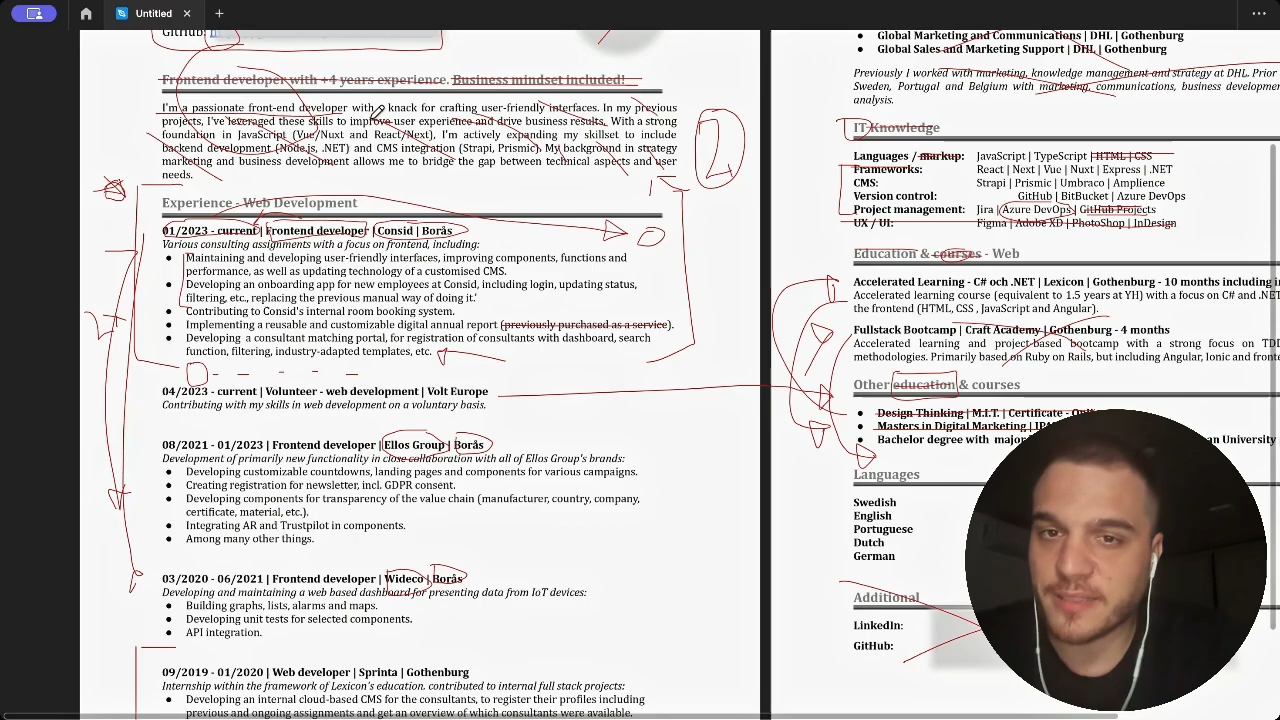 Untitled
GitHub:
Frontend developer with +4 years experience. Business mindset included!
I'm a passionate front-end developer with a knack for crafting user-friendly interfaces. In my previous
projects, I've leveraged these skills to improve user experience and drive business results. With a strong
foundation in JavaScript (Vue/Nuxt and React/Next), I'm actively expanding my skillset to include
backend development (Node.js, .NET) and CMS integration (Strapi, Prismic). My background in strategy
marketing and business development allows me to bridge the gap between technical aspects and user
needs.
Experience - Web Development
01/2023 - current | Frontend developer | Consid | Borås
Various consulting assignments with a focus on frontend, including:
● Maintaining and developing user-friendly interfaces, improving components, functions and
performance, as well as updating technology of a customised CMS.
● Developing an onboarding app for new employees at Consid, including login, updating status,
filtering, etc., replacing the previous manual way of doing it.'
● Contributing to Consid's internal room booking system.
● Implementing a reusable and customizable digital annual report (previously purchased as a service).
● Developing a consultant matching portal, for registration of consultants with dashboard, search
function, filtering, industry-adapted templates, etc.
04/2023 - current | Volunteer - web development | Volt Europe
Contributing with my skills in web development on a voluntary basis.
08/2021 - 01/2023 | Frontend developer | Ellos Group | Borås
Development of primarily new functionality in close collaboration with all of Ellos Group's brands:
● Developing customizable countdowns, landing pages and components for various campaigns.
● Creating registration for newsletter, incl. GDPR consent.
● Developing components for transparency of the value chain (manufacturer, country, company,
certificate, material, etc.).
● Integrating AR and Trustpilot in components.
● Among many other things.
03/2020 - 06/2021 | Frontend developer | Wideco | Borås
Developing and maintaining a web based dashboard for presenting data from IoT devices:
● Building graphs, lists, alarms and maps.
● Developing unit tests for selected components.
● API integration.
09/2019 - 01/2020 | Web developer | Sprinta | Gothenburg
Internship within the framework of Lexicon's education. contributed to internal full stack projects:
● Developing an internal cloud-based CMS for the consultants, to register their profiles including
previous and ongoing assignments and get an overview of which consultants were available.
2
● Global Marketing and Communications | DHL | Gothenburg
● Global Sales and Marketing Support | DHL | Gothenburg
Previously I worked with marketing, knowledge management and strategy at DHL. Prior
Sweden, Portugal and Belgium with marketing, communications, business
analysis.
IT Knowledge
Languages / markup: JavaScript | TypeScript | HTML | CSS
Frameworks: React | Next | Vue | Nuxt | Express | .NET
CMS: Strapi | Prismic | Umbraco | Amplience
Version control: GitHub | BitBucket | Azure DevOps
Project management: Jira | Azure DevOps | GitHub Projects
UX / UI: Figma | Adobe XD | PhotoShop | InDesign
Education & courses - Web
Accelerated Learning - C# och .NET | Lexicon | Gothenburg - 10 months including
Accelerated learning course (equivalent to 1.5 years at YH) with a focus on C# and .NET
the frontend (HTML, CSS , JavaScript and Angular).
Fullstack Bootcamp | Craft Academy | Gothenburg - 4 months
Accelerated learning and project-based bootcamp with a strong focus on
methodologies. Primarily based on Ruby on Rails, but including Angular, Ionic and
Other education & courses
● Design Thinking | M.I.T. | Certificate -
● Masters in Digital Marketing |
● Bachelor degree with major University
Languages
Swedish
English
Portuguese
Dutch
German
Additional
LinkedIn:
GitHub: